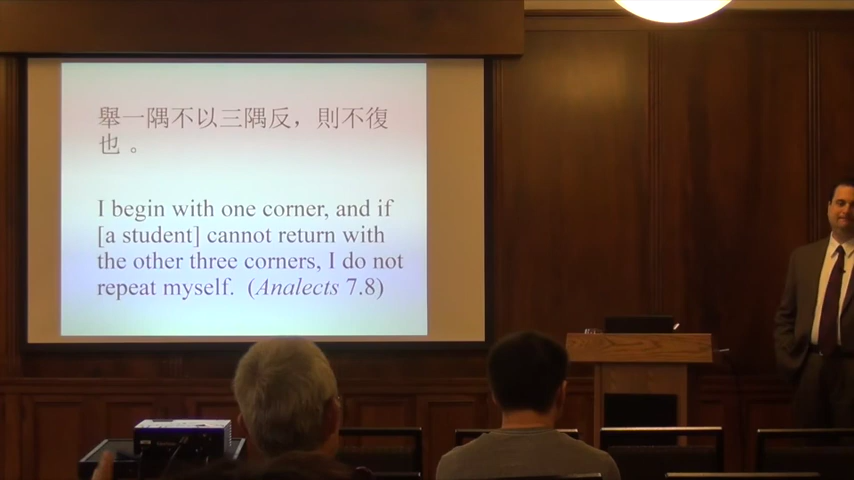 舉一隅不以三隅反，則不復
也。
I begin with one corner, and if
[a student] cannot return with
the other three corners, I do not
repeat myself. (Analects 7.8)